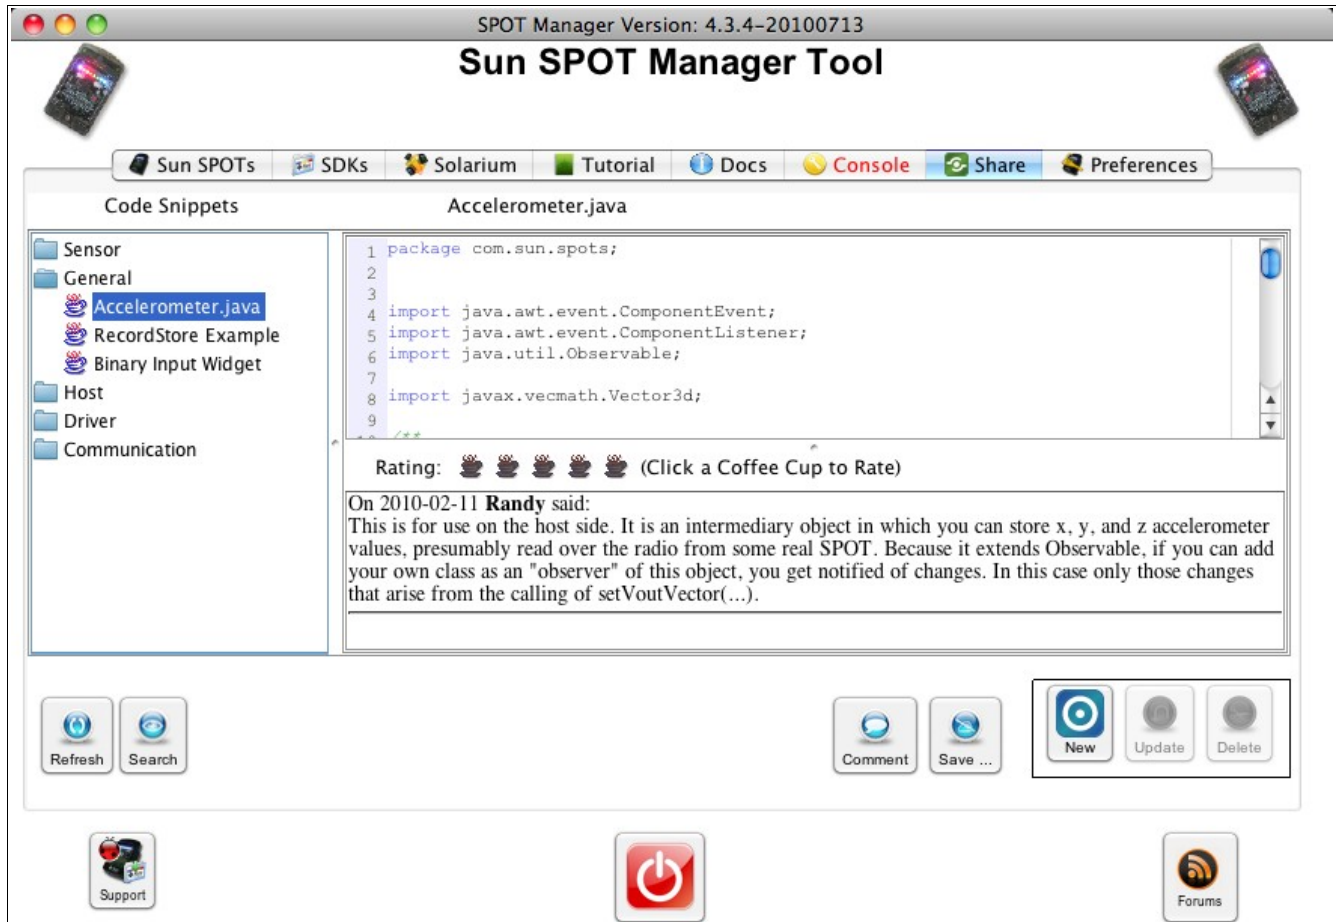 SPOT Manager Version: 4.3.4-20100713
Sun SPOT Manager Tool
Sun SPOTs SDKs Solarium Tutorial Docs Console Share Preferences
Code Snippets Accelerometer.java
Sensor
General
Accelerometer.java
RecordStore Example
Binary Input Widget
Host
Driver
Communication
1 package com.sun.spots;
2
3
4 import java.awt.event.ComponentEvent;
5 import java.awt.event.ComponentListener;
6 import java.util.Observable;
7
8 import javax.vecmath.Vector3d;
9
/**
Rating: (Click a Coffee Cup to Rate)
On 2010-02-11 Randy said:
This is for use on the host side. It is an intermediary object in which you can store x, y, and z accelerometer
values, presumably read over the radio from some real SPOT. Because it extends Observable, if you can add
your own class as an "observer" of this object, you get notified of changes. In this case only those changes
that arise from the calling of setVoutVector(...).
Refresh Search Comment Save ... New Update Delete
Support Forums